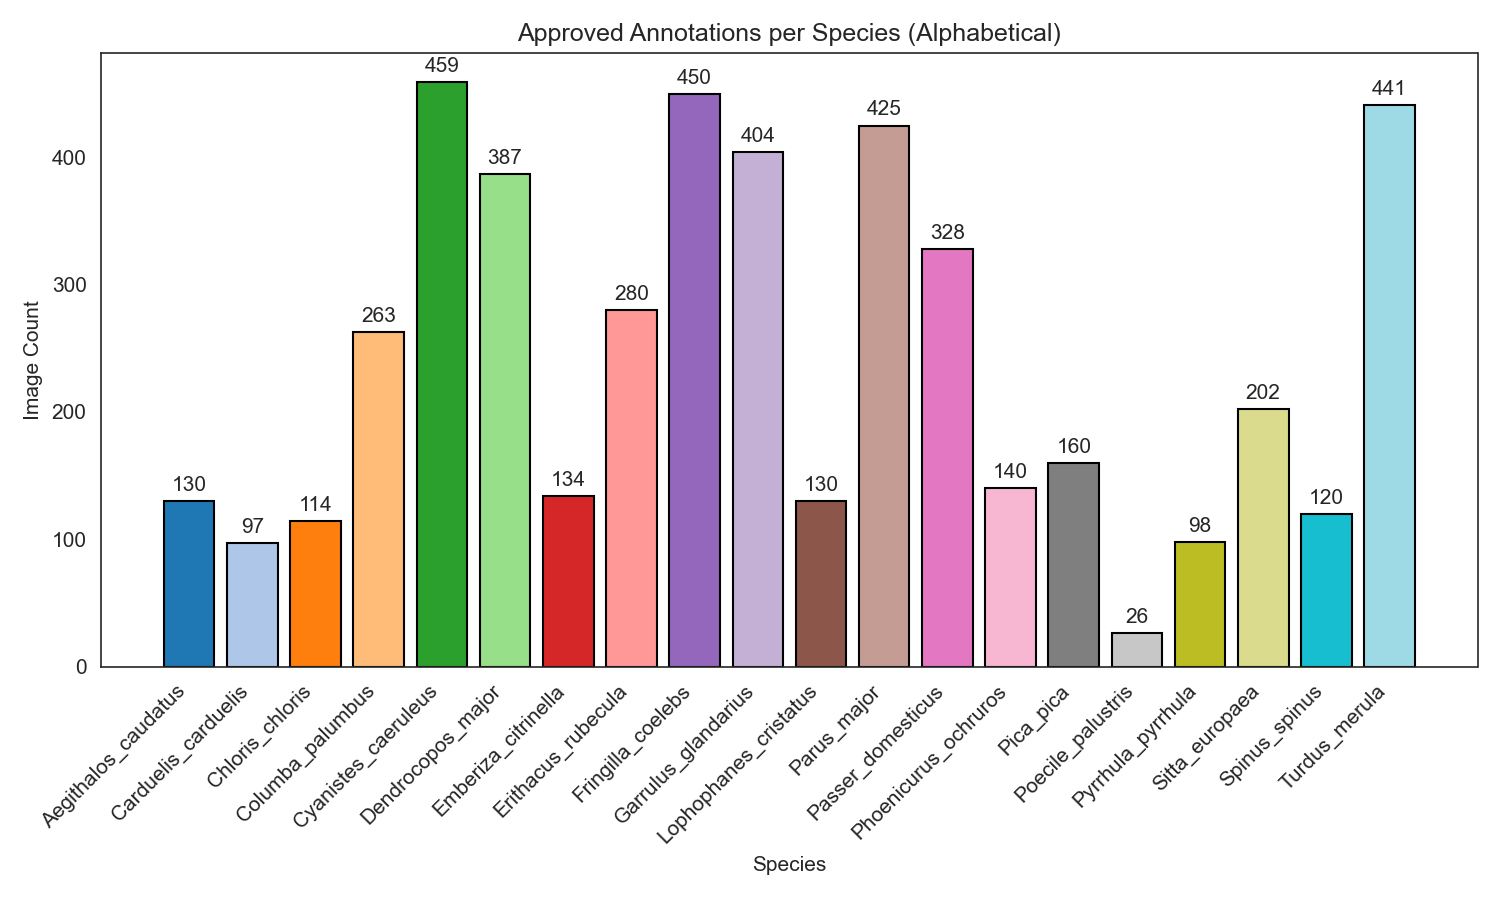 Approved Annotations per Species (Alphabetical)
Image Count
400
300
200
100
0
130
97
114
263
459
387
134
280
450
404
130
425
328
140
160
26
98
202
120
441
Aegithalos_caudatus
Carduelis_carduelis
Chloris_chloris
Columba_palumbus
Cyanistes_caeruleus
Dendrocopos_major
Emberiza_citrinella
Erithacus_rubecula
Fringilla_coelebs
Garrulus_glandarius
Lophophanes_cristatus
Parus_major
Passer_domesticus
Phoenicurus_ochruros
Pica_pica
Poecile_palustris
Pyrrhula_pyrrhula
Sitta_europaea
Spinus_spinus
Turdus_merula
Species